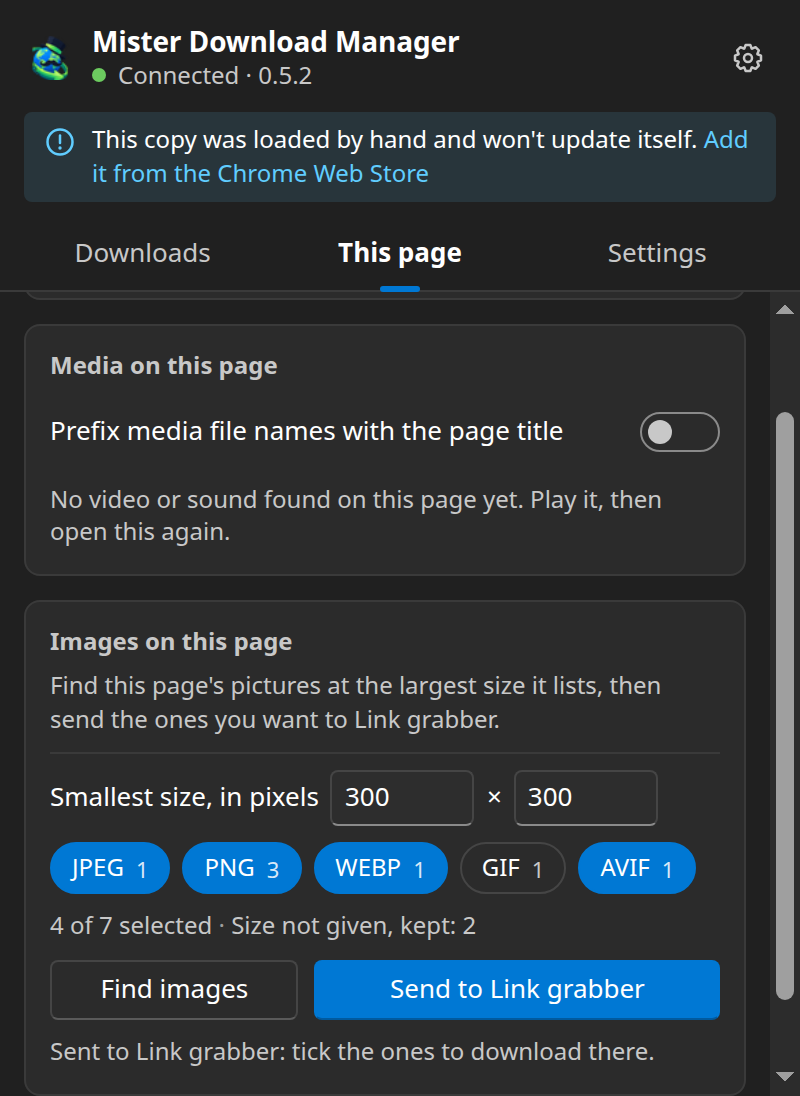 Mister Download Manager
Connected · 0.5.2
This copy was loaded by hand and won't update itself. Add
it from the Chrome Web Store
Downloads This page Settings
Media on this page
Prefix media file names with the page title
No video or sound found on this page yet. Play it, then
open this again.
Images on this page
Find this page's pictures at the largest size it lists, then
send the ones you want to Link grabber.
Smallest size, in pixels 300 × 300
JPEG 1 PNG 3 WEBP 1 GIF 1 AVIF 1
4 of 7 selected · Size not given, kept: 2
Find images Send to Link grabber
Sent to Link grabber: tick the ones to download there.